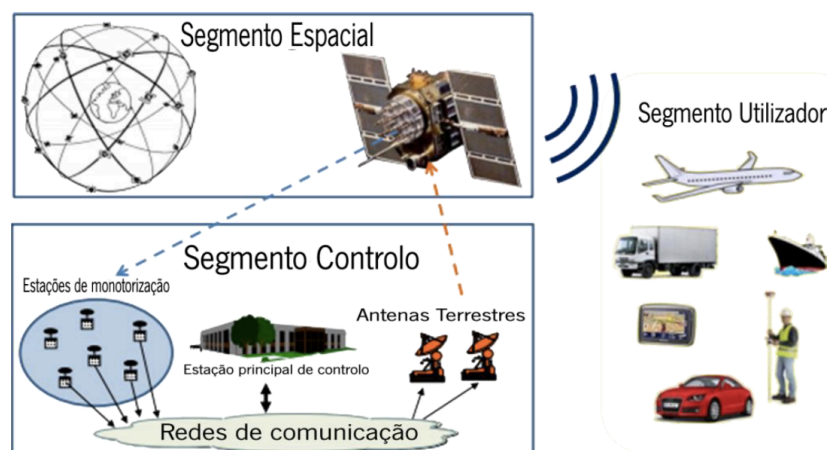 Segmento Espacial
Segmento Utilizador
Segmento Controlo
Estações de monotorização
Antenas Terrestres
Estação principal de controlo
Redes de comunicação